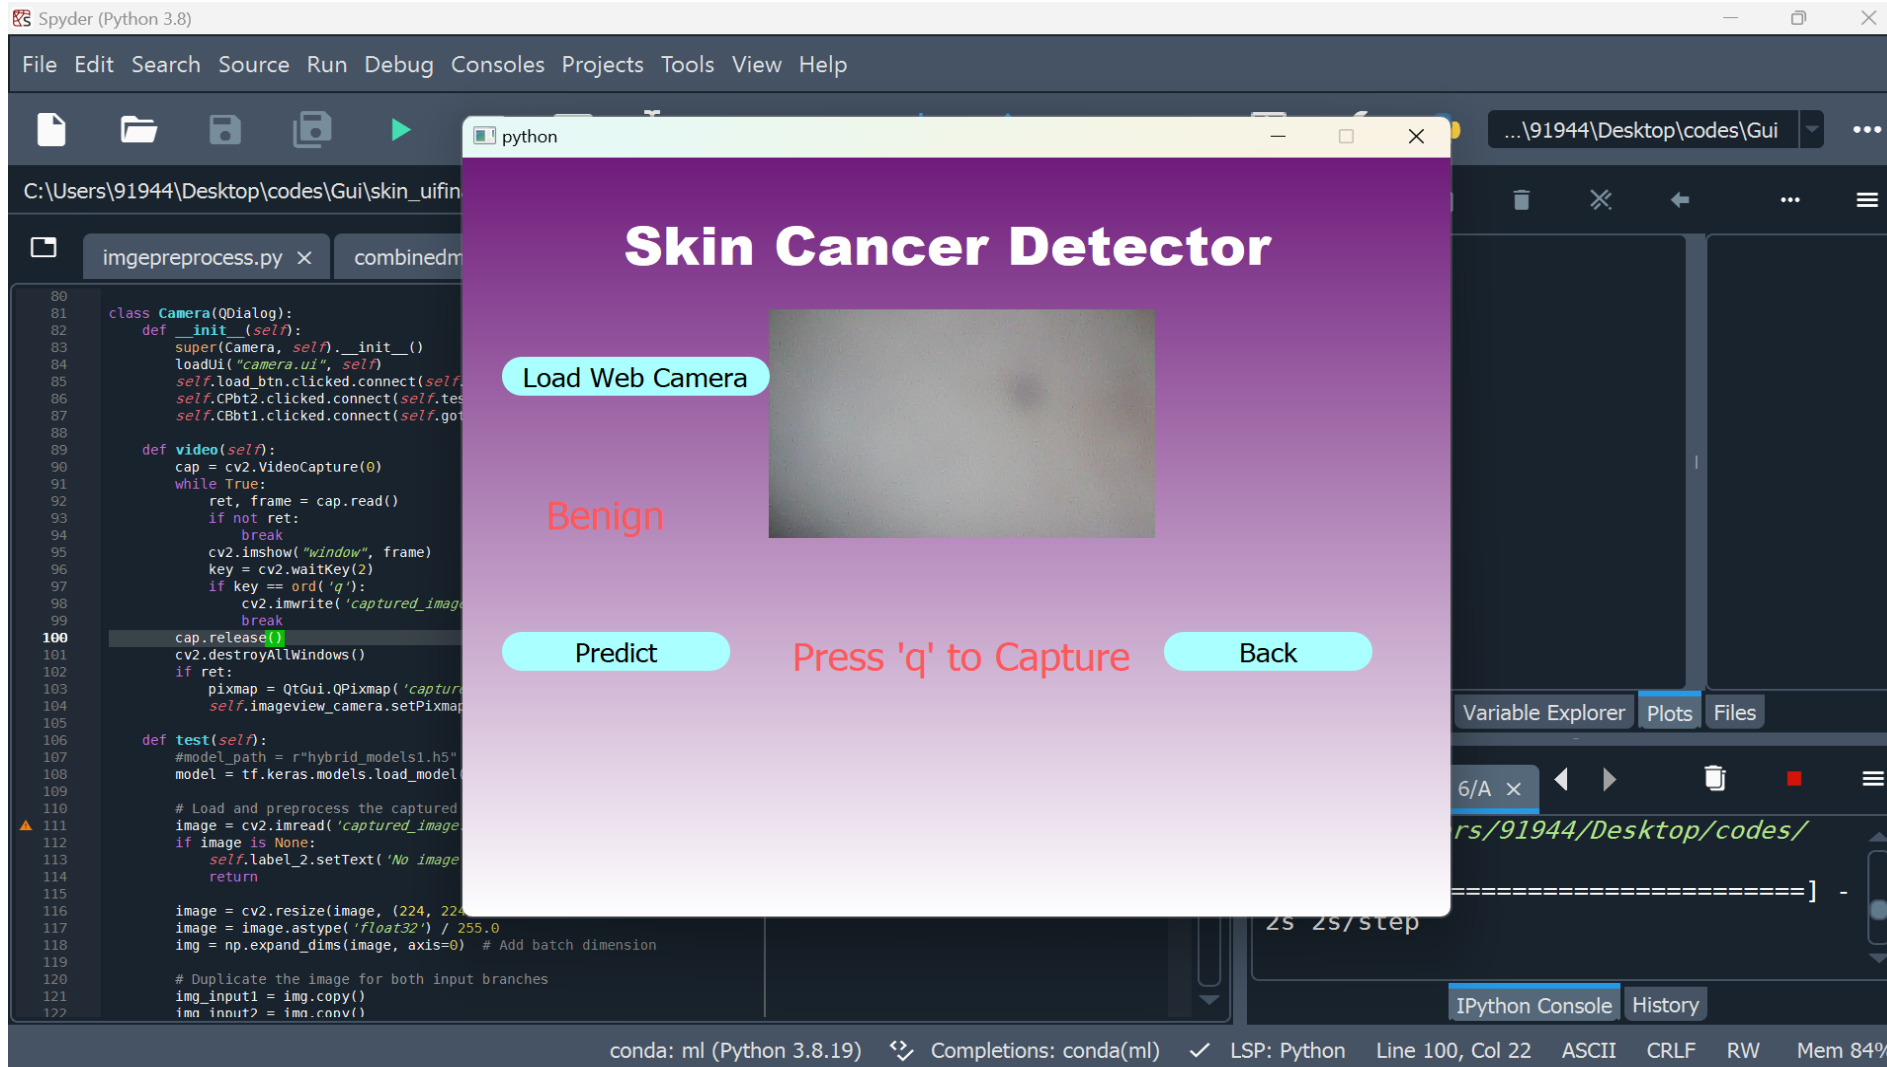 Spyder (Python 3.8)
File Edit Search Source Run Debug Consoles Projects Tools View Help
...\91944\Desktop\codes\Gui
C:\Users\91944\Desktop\codes\Gui\skin_uifin
imgepreprocess.py
combinedm
80
81 class Camera(QDialog):
82 def __init__(self):
83 super(Camera, self).__init__()
84 loadUi("camera.ui", self)
85 self.load_btn.clicked.connect(self.
86 self.CPbt2.clicked.connect(self.tes
87 self.CBbt1.clicked.connect(self.got
88
89 def video(self):
90 cap = cv2.VideoCapture(0)
91 while True:
92 ret, frame = cap.read()
93 if not ret:
94 break
95 cv2.imshow("window", frame)
96 key = cv2.waitKey(2)
97 if key == ord('q'):
98 cv2.imwrite('captured_image
99 break
100 cap.release()
101 cv2.destroyAllWindows()
102 if ret:
103 pixmap = QtGui.QPixmap('capture
104 self.imageview_camera.setPixmap
105
106 def test(self):
107 #model_path = r"hybrid_models1.h5"
108 model = tf.keras.models.load_model(
109
110 # Load and preprocess the captured
111 image = cv2.imread('captured_image.
112 if image is None:
113 self.label_2.setText('No image
114 return
115
116 image = cv2.resize(image, (224, 224
117 image = image.astype('float32') / 255.0
118 img = np.expand_dims(image, axis=0) # Add batch dimension
119
120 # Duplicate the image for both input branches
121 img_input1 = img.copy()
122 img_input2 = img.copy()
python
Skin Cancer Detector
Load Web Camera
Benign
Predict
Press 'q' to Capture
Back
Variable Explorer Plots Files
6/A
rs/91944/Desktop/codes/
=======================] -
2s 2s/step
IPython Console History
conda: ml (Python 3.8.19) Completions: conda(ml) LSP: Python Line 100, Col 22 ASCII CRLF RW Mem 84%